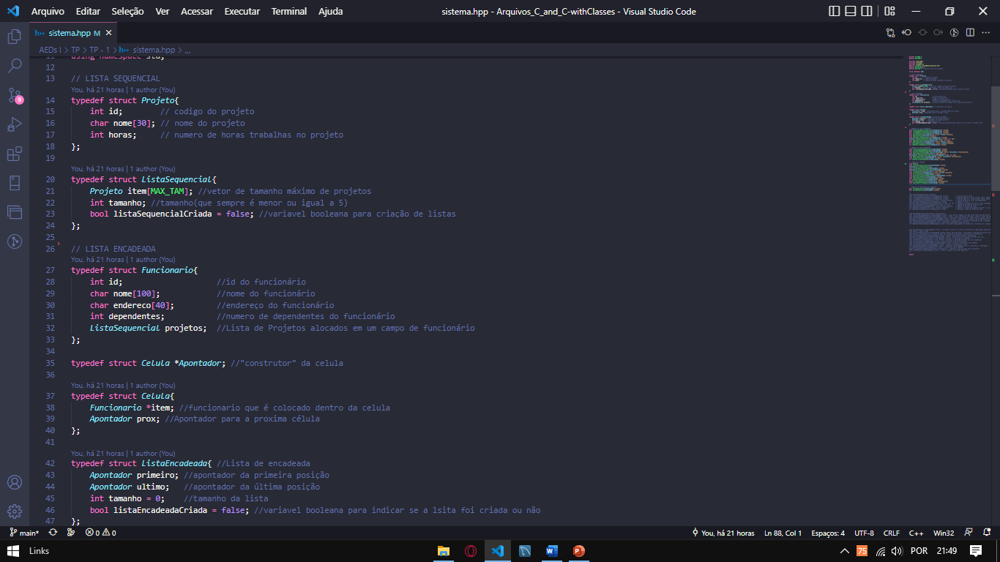 Arquivo Editar Seleção Ver Acessar Executar Terminal Ajuda
sistema.hpp - Arquivos_C_and_C-withClasses - Visual Studio Code
sistema.hpp M
AEDs I > TP > TP - 1 > sistema.hpp > ...
11 using namespace std;
12
13 // LISTA SEQUENCIAL
You, há 21 horas | 1 author (You)
14 typedef struct Projeto{
15 int id; // codigo do projeto
16 char nome[30]; // nome do projeto
17 int horas; // numero de horas trabalhas no projeto
18 };
19
You, há 21 horas | 1 author (You)
20 typedef struct ListaSequencial{
21 Projeto item[MAX_TAM]; //vetor de tamanho máximo de projetos
22 int tamanho; //tamanho(que sempre é menor ou igual a 5)
23 bool listaSequencialCriada = false; //variavel booleana para criação de listas
24 };
25
26 // LISTA ENCADEADA
You, há 21 horas | 1 author (You)
27 typedef struct Funcionario{
28 int id; //id do funcionário
29 char nome[100]; //nome do funcionário
30 char endereco[40]; //endereço do funcionário
31 int dependentes; //numero de dependentes do funcionário
32 ListaSequencial projetos; //Lista de Projetos alocados em um campo de funcionário
33 };
34
35 typedef struct Celula *Apontador; //"construtor" da celula
36
You, há 21 horas | 1 author (You)
37 typedef struct Celula{
38 Funcionario *item; //funcionario que é colocado dentro da celula
39 Apontador prox; //Apontador para a proxima célula
40 };
41
You, há 21 horas | 1 author (You)
42 typedef struct ListaEncadeada{ //Lista de encadeada
43 Apontador primeiro; //apontador da primeira posição
44 Apontador ultimo; //apontador da última posição
45 int tamanho = 0; //tamanho da lista
46 bool listaEncadeadaCriada = false; //variavel booleana para indicar se a lsita foi criada ou não
47 };
9
main* 0 0 You, há 21 horas Ln 88, Col 1 Espaços: 4 UTF-8 CRLF C++ Win32
Links 75 POR 21:49